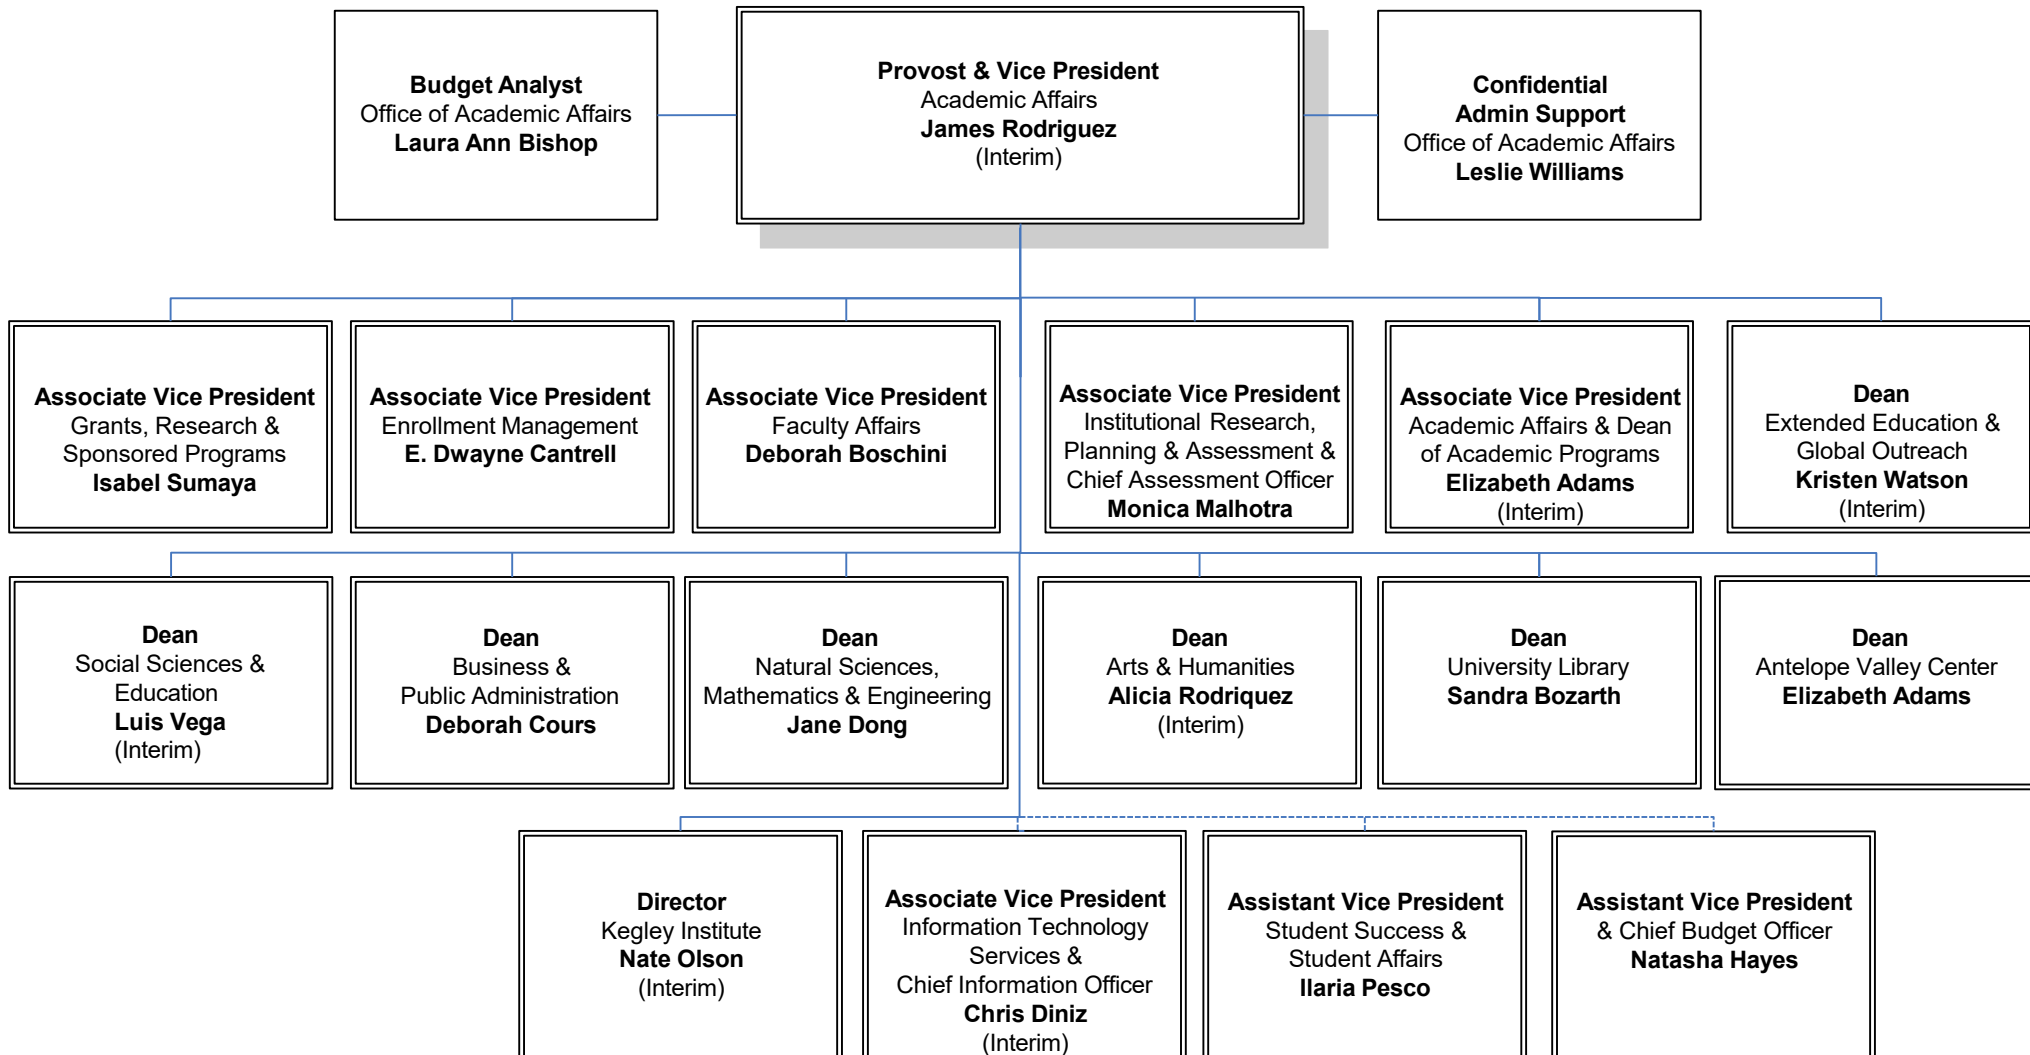 Budget Analyst
Office of Academic Affairs
Laura Ann Bishop
Provost & Vice President
Academic Affairs
James Rodriguez
(Interim)
Confidential
Admin Support
Office of Academic Affairs
Leslie Williams
Associate Vice President
Grants, Research &
Sponsored Programs
Isabel Sumaya
Associate Vice President
Enrollment Management
E. Dwayne Cantrell
Associate Vice President
Faculty Affairs
Deborah Boschini
Associate Vice President
Institutional Research,
Planning & Assessment &
Chief Assessment Officer
Monica Malhotra
Associate Vice President
Academic Affairs & Dean
of Academic Programs
Elizabeth Adams
(Interim)
Dean
Extended Education &
Global Outreach
Kristen Watson
(Interim)
Dean
Social Sciences &
Education
Luis Vega
(Interim)
Dean
Business &
Public Administration
Deborah Cours
Dean
Natural Sciences,
Mathematics & Engineering
Jane Dong
Dean
Arts & Humanities
Alicia Rodriquez
(Interim)
Dean
University Library
Sandra Bozarth
Dean
Antelope Valley Center
Elizabeth Adams
Director
Kegley Institute
Nate Olson
(Interim)
Associate Vice President
Information Technology
Services &
Chief Information Officer
Chris Diniz
(Interim)
Assistant Vice President
Student Success &
Student Affairs
Ilaria Pesco
Assistant Vice President
& Chief Budget Officer
Natasha Hayes